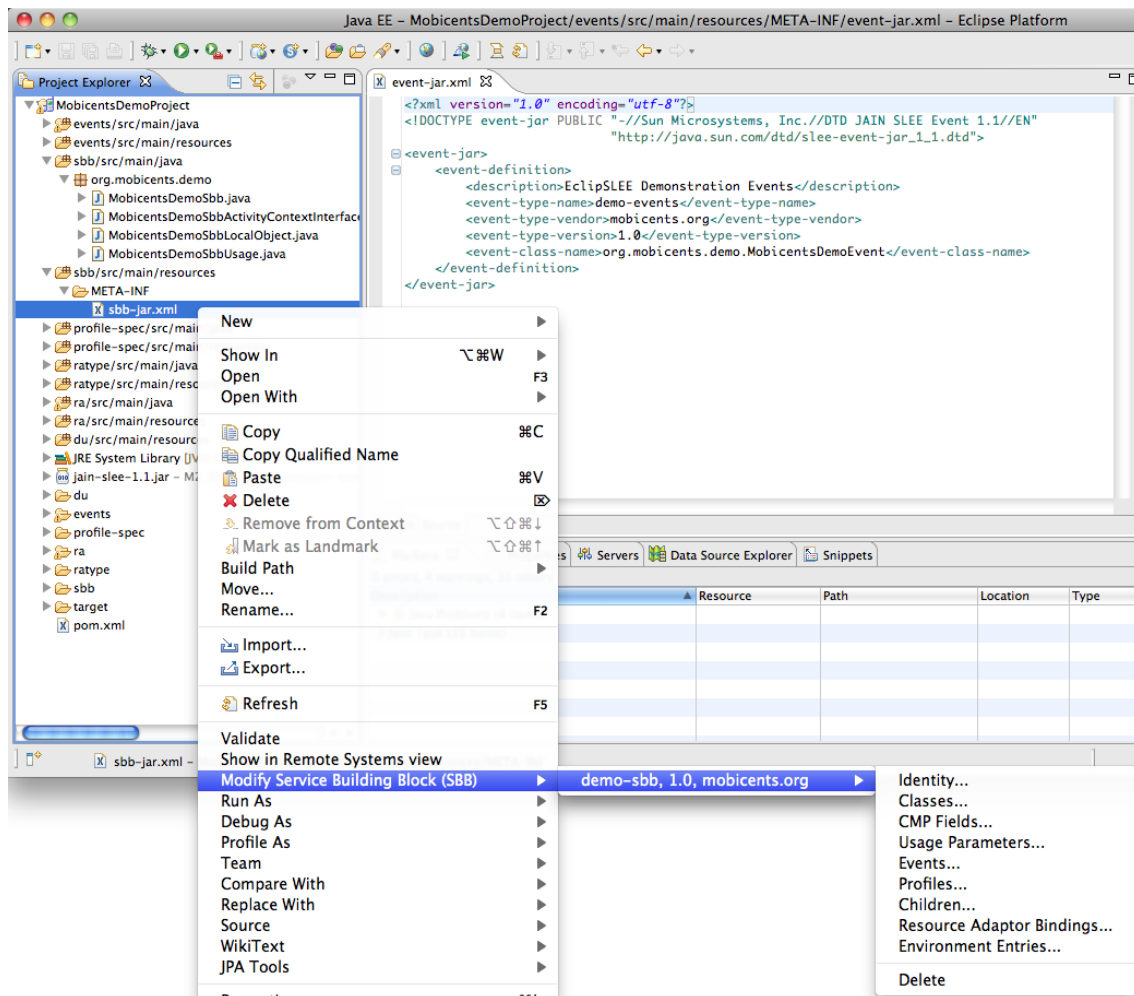 Java EE – MobicentsDemoProject/events/src/main/resources/META-INF/event-jar.xml – Eclipse Platform
Project Explorer
MobicentsDemoProject
events/src/main/java
events/src/main/resources
sbb/src/main/java
org.mobicents.demo
MobicentsDemoSbb.java
MobicentsDemoSbbActivityContextInterface
MobicentsDemoSbbLocalObject.java
MobicentsDemoSbbUsage.java
sbb/src/main/resources
META-INF
sbb-jar.xml
profile-spec/src/mai
profile-spec/src/mai
ratype/src/main/java
ratype/src/main/reso
ra/src/main/java
ra/src/main/resource
du/src/main/resourc
JRE System Library [JV
jain-slee-1.1.jar – MZ
du
events
profile-spec
ra
ratype
sbb
target
pom.xml
event-jar.xml
<?xml version="1.0" encoding="utf-8"?>
<!DOCTYPE event-jar PUBLIC "-//Sun Microsystems, Inc.//DTD JAIN SLEE Event 1.1//EN"
"http://java.sun.com/dtd/slee-event-jar_1_1.dtd">
<event-jar>
<event-definition>
<description>EclipSLEE Demonstration Events</description>
<event-type-name>demo-events</event-type-name>
<event-type-vendor>mobicents.org</event-type-vendor>
<event-type-version>1.0</event-type-version>
<event-class-name>org.mobicents.demo.MobicentsDemoEvent</event-class-name>
</event-definition>
</event-jar>
New
Show In ⌥⌘W
Open F3
Open With
Copy ⌘C
Copy Qualified Name
Paste ⌘V
Delete ⌦
Remove from Context ⌥⇧⌘↓
Mark as Landmark ⌥⇧⌘↑
Build Path
Move...
Rename... F2
Import...
Export...
Refresh F5
Validate
Show in Remote Systems view
Modify Service Building Block (SBB)
Run As
Debug As
Profile As
Team
Compare With
Replace With
Source
WikiText
JPA Tools
es Servers Data Source Explorer Snippets
Resource Path Location Type
sbb-jar.xml –
demo-sbb, 1.0, mobicents.org
Identity...
Classes...
CMP Fields...
Usage Parameters...
Events...
Profiles...
Children...
Resource Adaptor Bindings...
Environment Entries...
Delete